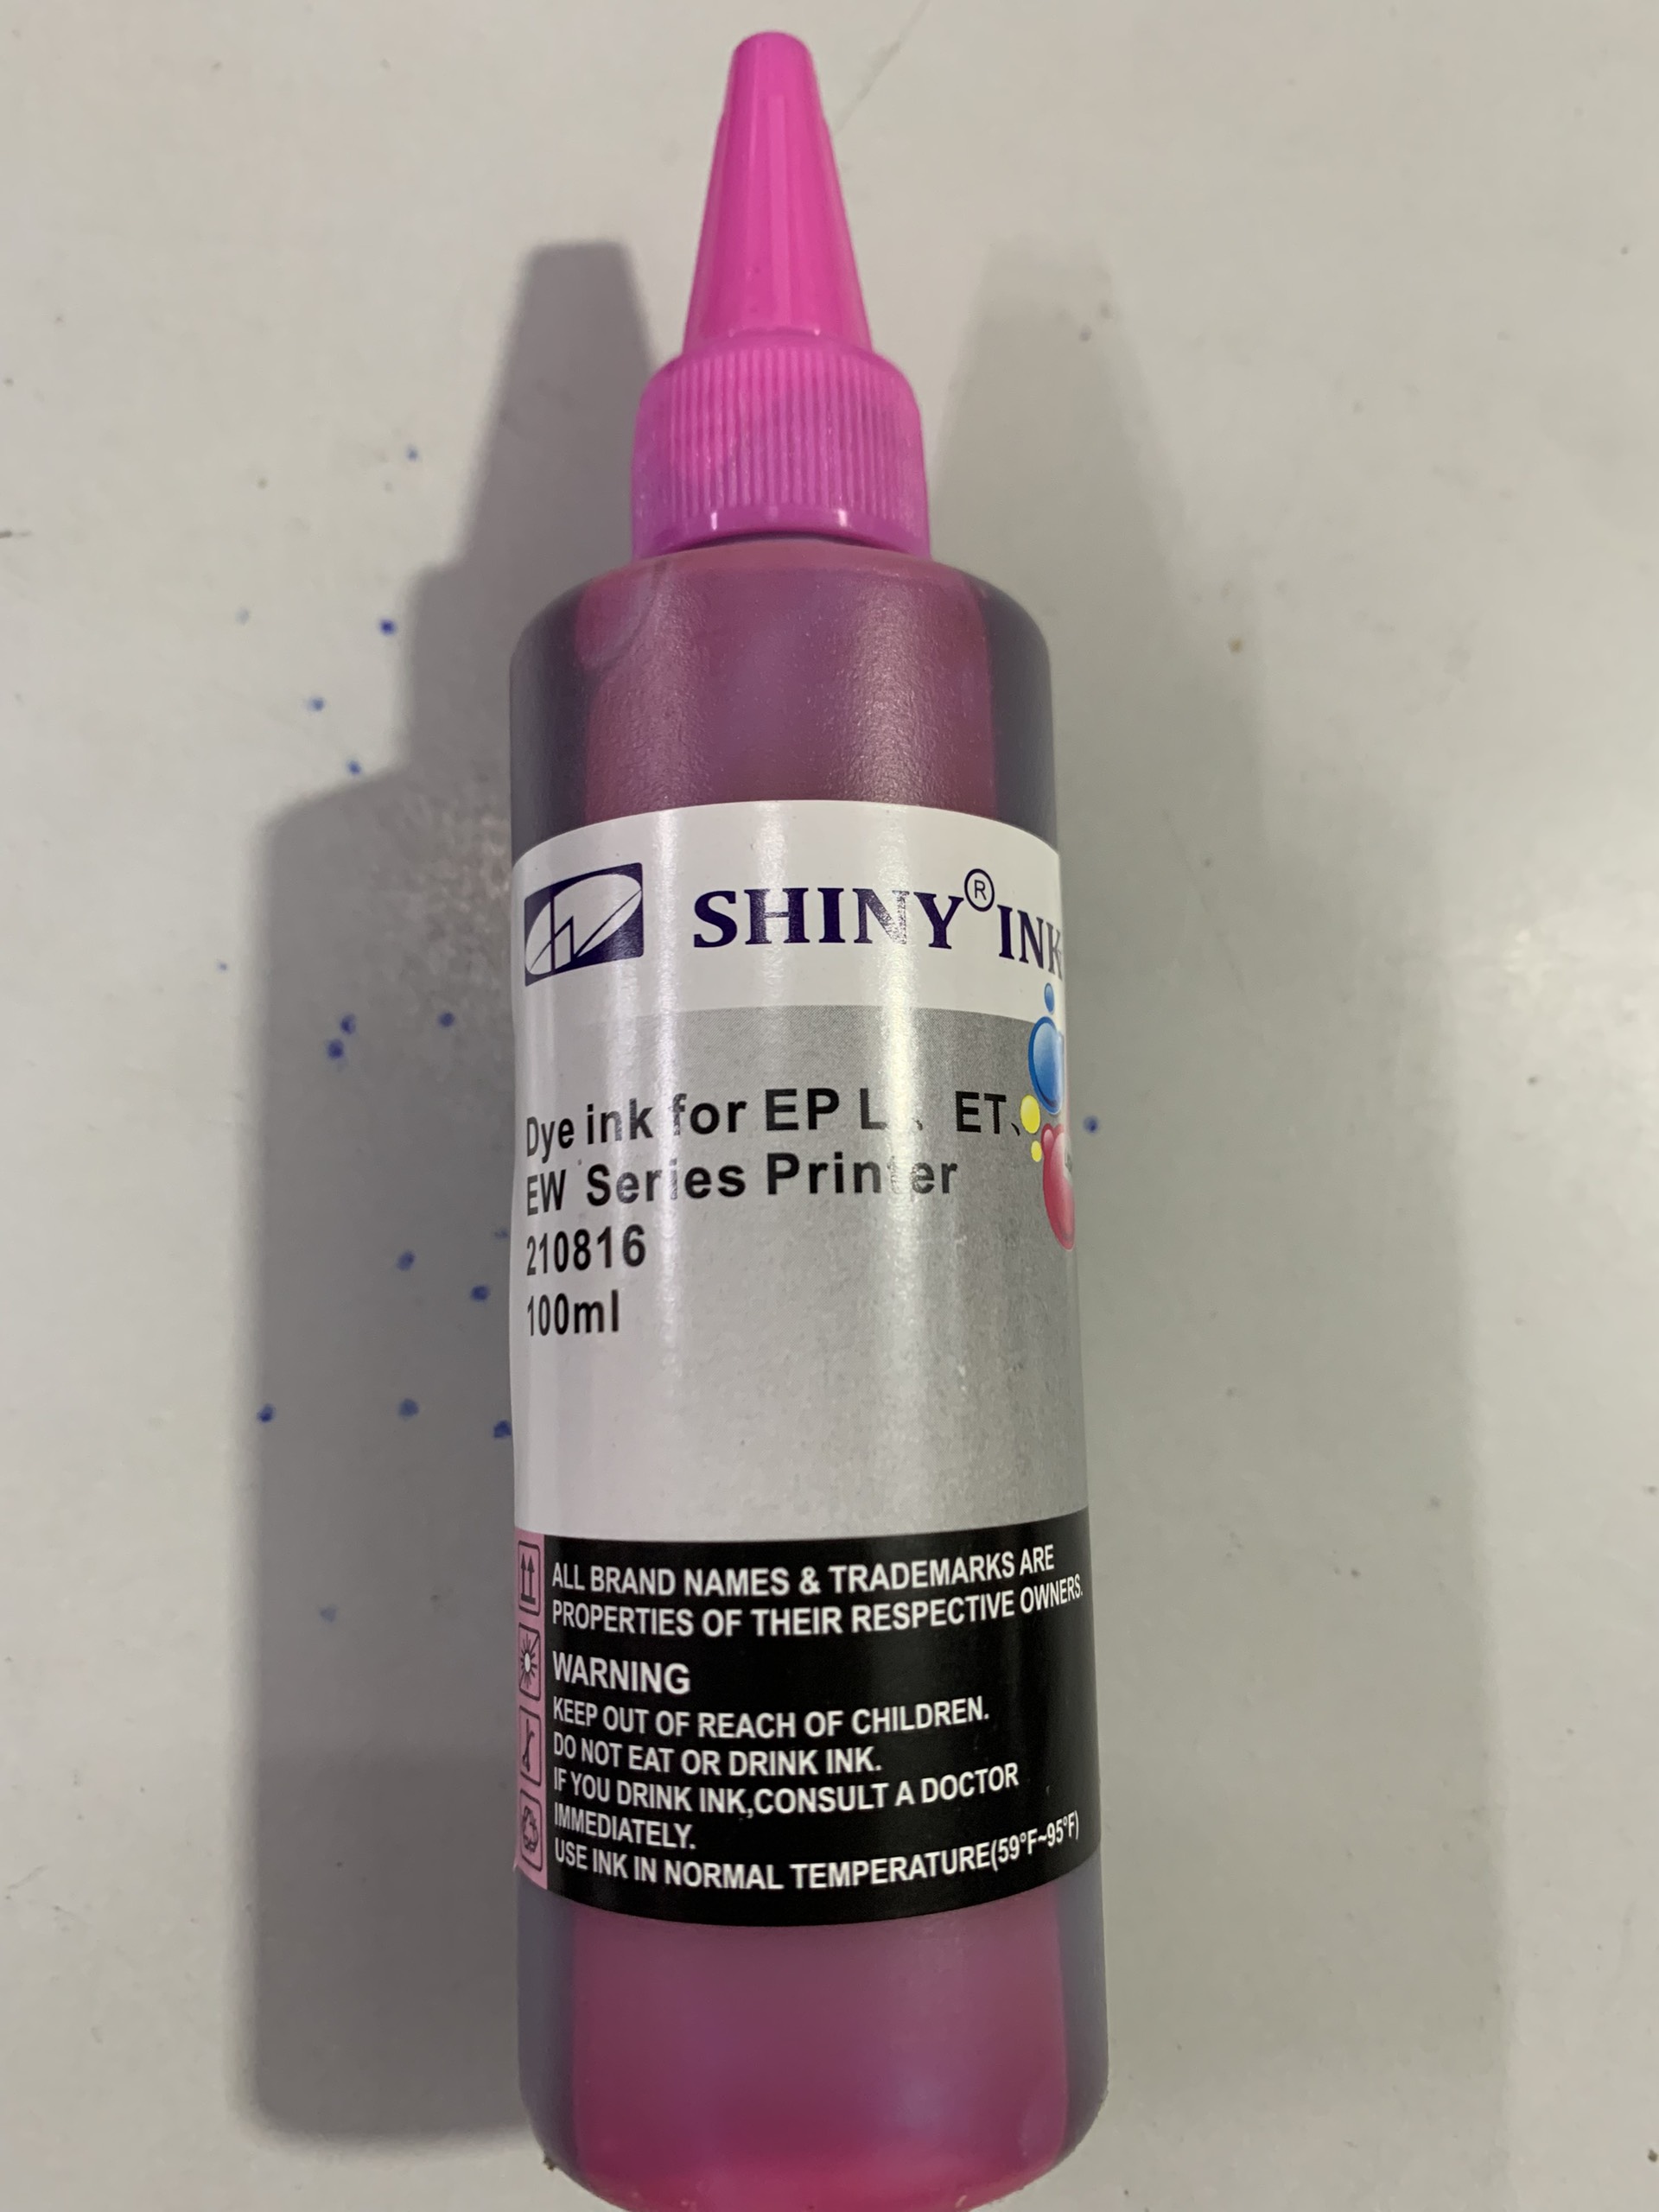 SHINY® INK
Dye ink for EP L、 ET、
EW Series Printer
210816
100ml
ALL BRAND NAMES & TRADEMARKS ARE
PROPERTIES OF THEIR RESPECTIVE OWNERS.
WARNING
KEEP OUT OF REACH OF CHILDREN.
DO NOT EAT OR DRINK INK.
IF YOU DRINK INK,CONSULT A DOCTOR
IMMEDIATELY.
USE INK IN NORMAL TEMPERATURE(59°F~95°F)